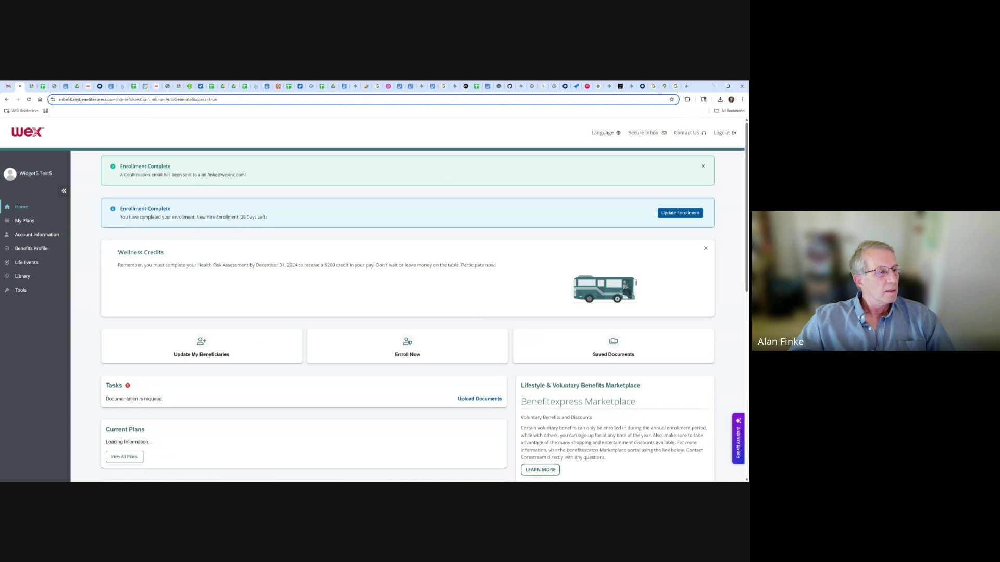 mbe50.mybenefitexpress.com/home?showConfirmEmailAutoGenerateSuccess=true
WEX Bookmarks
All Bookmarks
wex
Language
Secure Inbox
Contact Us
Logout
Widget5 Test5
Home
My Plans
Account Information
Benefits Profile
Life Events
Library
Tools
Enrollment Complete
A Confirmation email has been sent to alan.finke@wexinc.com!
Enrollment Complete
You have completed your enrollment: New Hire Enrollment (29 Days Left)
Update Enrollment
Wellness Credits
Remember, you must complete your Health Risk Assessment by December 31, 2024 to receive a $200 credit in your pay. Don't wait or leave money on the table. Participate now!
Update My Beneficiaries
Enroll Now
Saved Documents
Tasks 1
Documentation is required.
Upload Documents
Current Plans
Loading Information...
View All Plans
Lifestyle & Voluntary Benefits Marketplace
Benefitexpress Marketplace
Voluntary Benefits and Discounts
Certain voluntary benefits can only be enrolled in during the annual enrollment period,
while with others, you can sign-up for at any time of the year. Also, make sure to take
advantage of the many shopping and entertainment discounts available. For more
information, visit the benefitexpress Marketplace portal using the link below. Contact
Corestream directly with any questions.
LEARN MORE
Benefit Assistant
Alan Finke